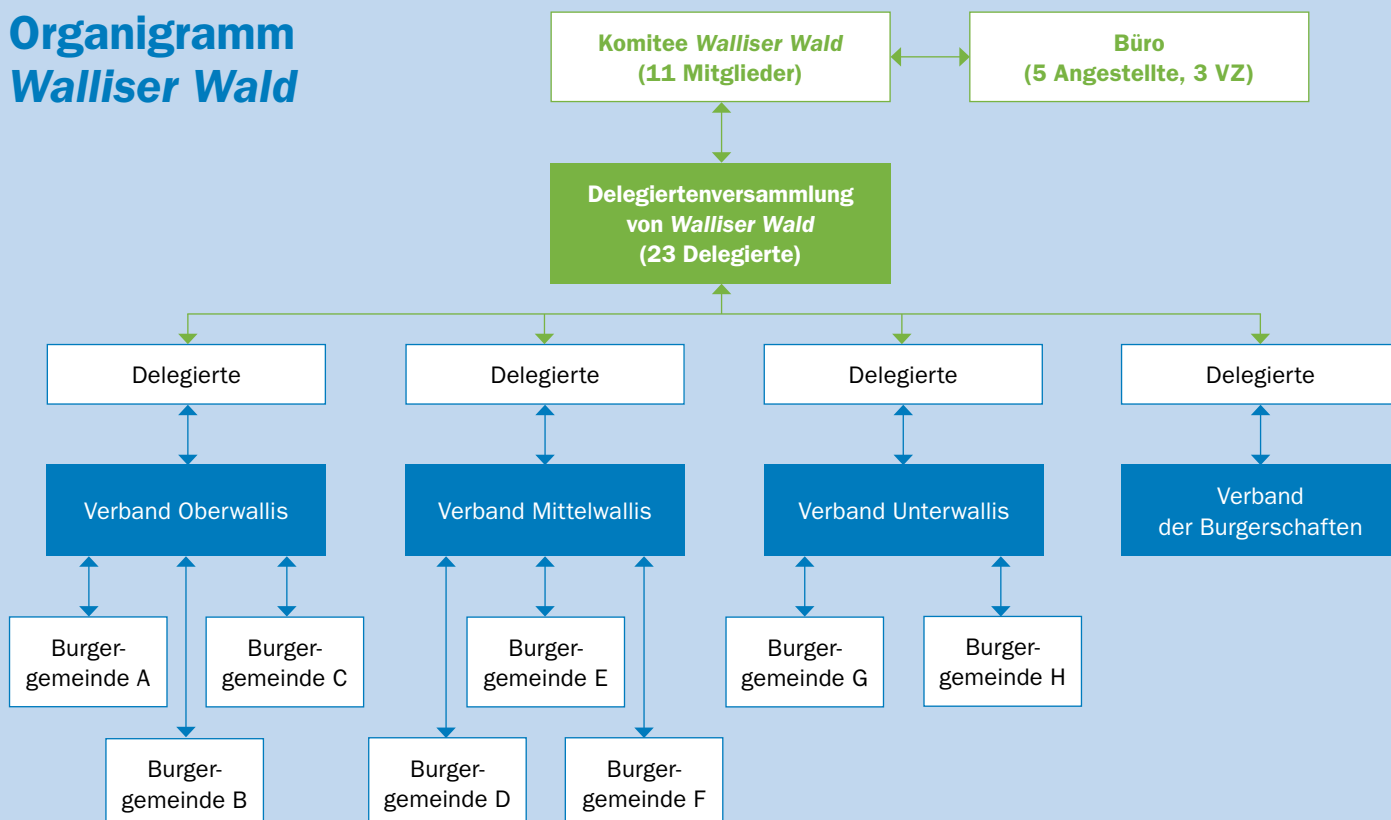 Organigramm
Walliser Wald
Komitee Walliser Wald
(11 Mitglieder)
Büro
(5 Angestellte, 3 VZ)
Delegiertenversammlung
von Walliser Wald
(23 Delegierte)
Delegierte
Delegierte
Delegierte
Delegierte
Verband Oberwallis
Verband Mittelwallis
Verband Unterwallis
Verband
der Burgerschaften
Burger-
gemeinde A
Burger-
gemeinde C
Burger-
gemeinde E
Burger-
gemeinde G
Burger-
gemeinde H
Burger-
gemeinde B
Burger-
gemeinde D
Burger-
gemeinde F